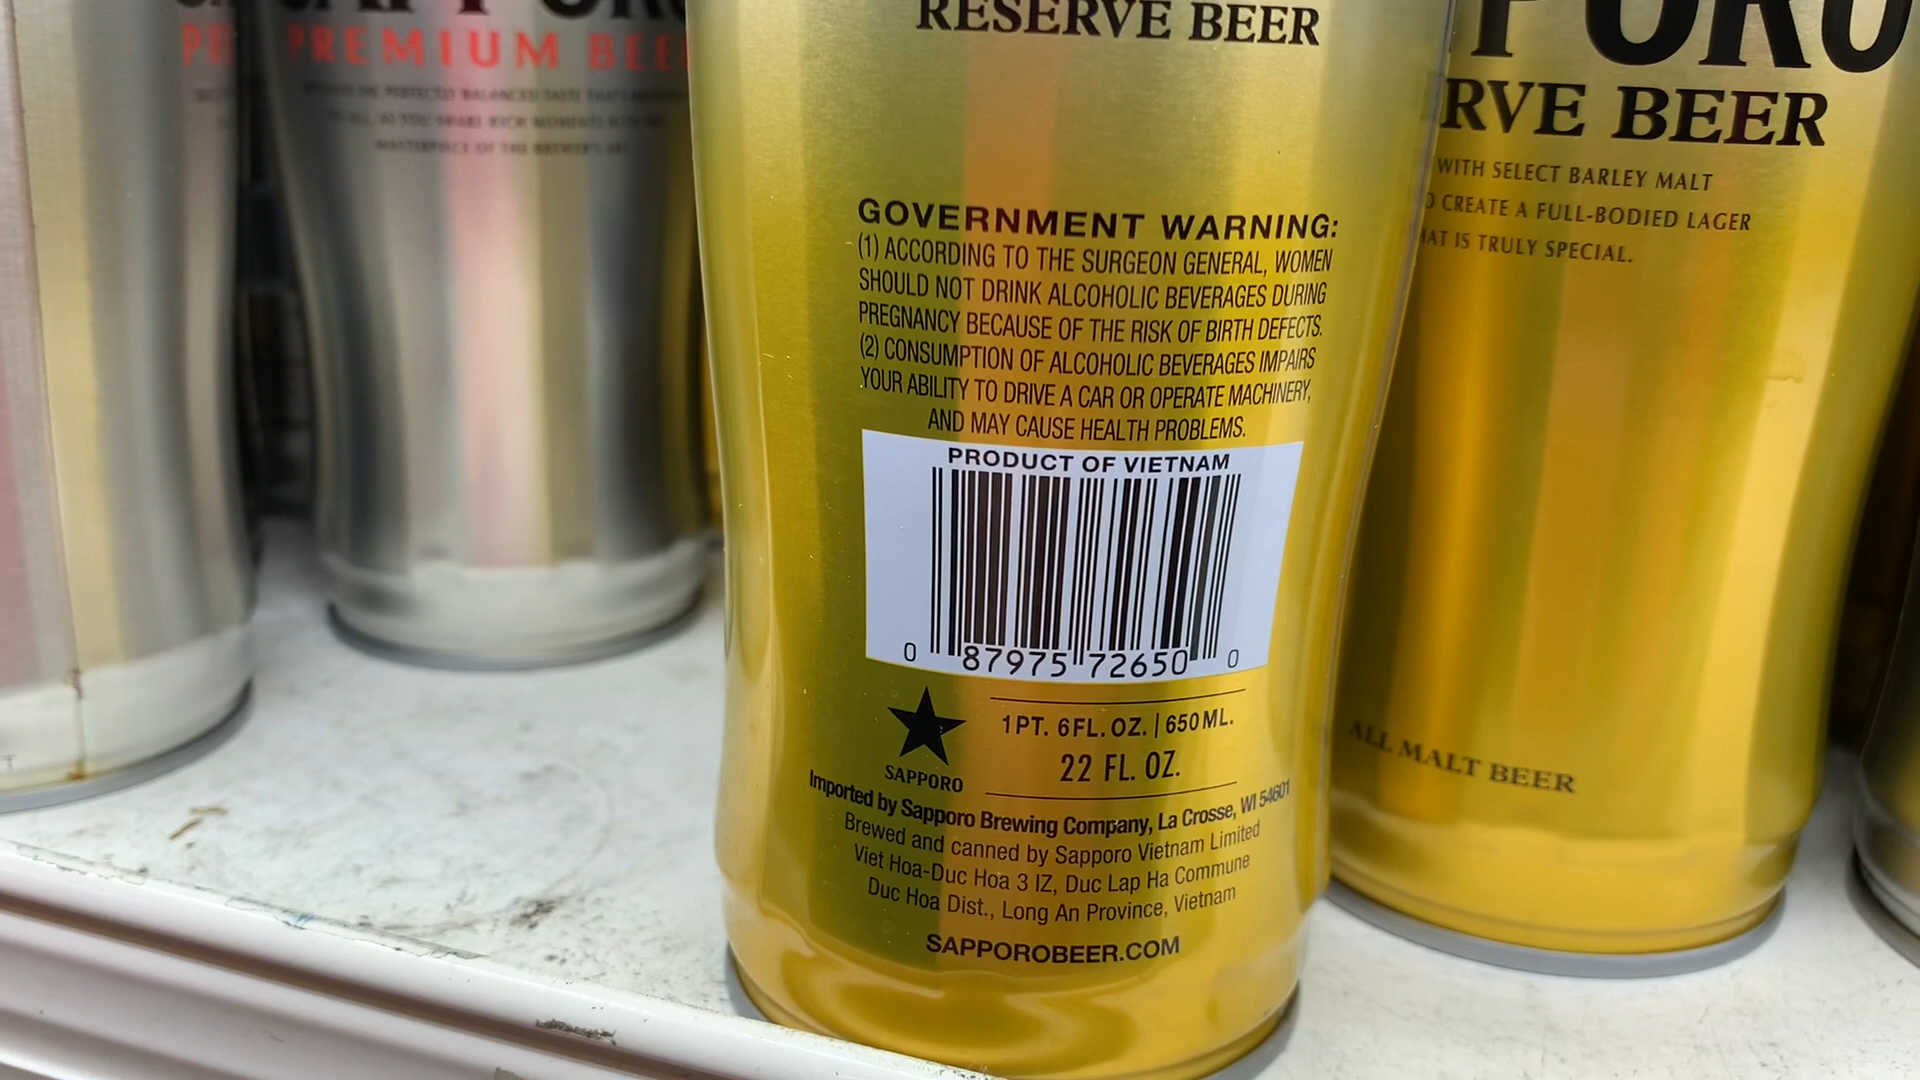 PREMIUM BEE
RESERVE BEER
GOVERNMENT WARNING:
(1) ACCORDING TO THE SURGEON GENERAL, WOMEN
SHOULD NOT DRINK ALCOHOLIC BEVERAGES DURING
PREGNANCY BECAUSE OF THE RISK OF BIRTH DEFECTS.
(2) CONSUMPTION OF ALCOHOLIC BEVERAGES IMPAIRS
YOUR ABILITY TO DRIVE A CAR OR OPERATE MACHINERY,
AND MAY CAUSE HEALTH PROBLEMS.
PRODUCT OF VIETNAM
0 87975 72650 0
SAPPORO
1PT. 6FL.OZ. | 650ML.
22 FL. OZ.
Imported by Sapporo Brewing Company, La Crosse, WI 54601
Brewed and canned by Sapporo Vietnam Limited
Viet Hoa-Duc Hoa 3 IZ, Duc Lap Ha Commune
Duc Hoa Dist., Long An Province, Vietnam
SAPPOROBEER.COM
PORO
RVE BEER
WITH SELECT BARLEY MALT
O CREATE A FULL-BODIED LAGER
HAT IS TRULY SPECIAL.
ALL MALT BEER